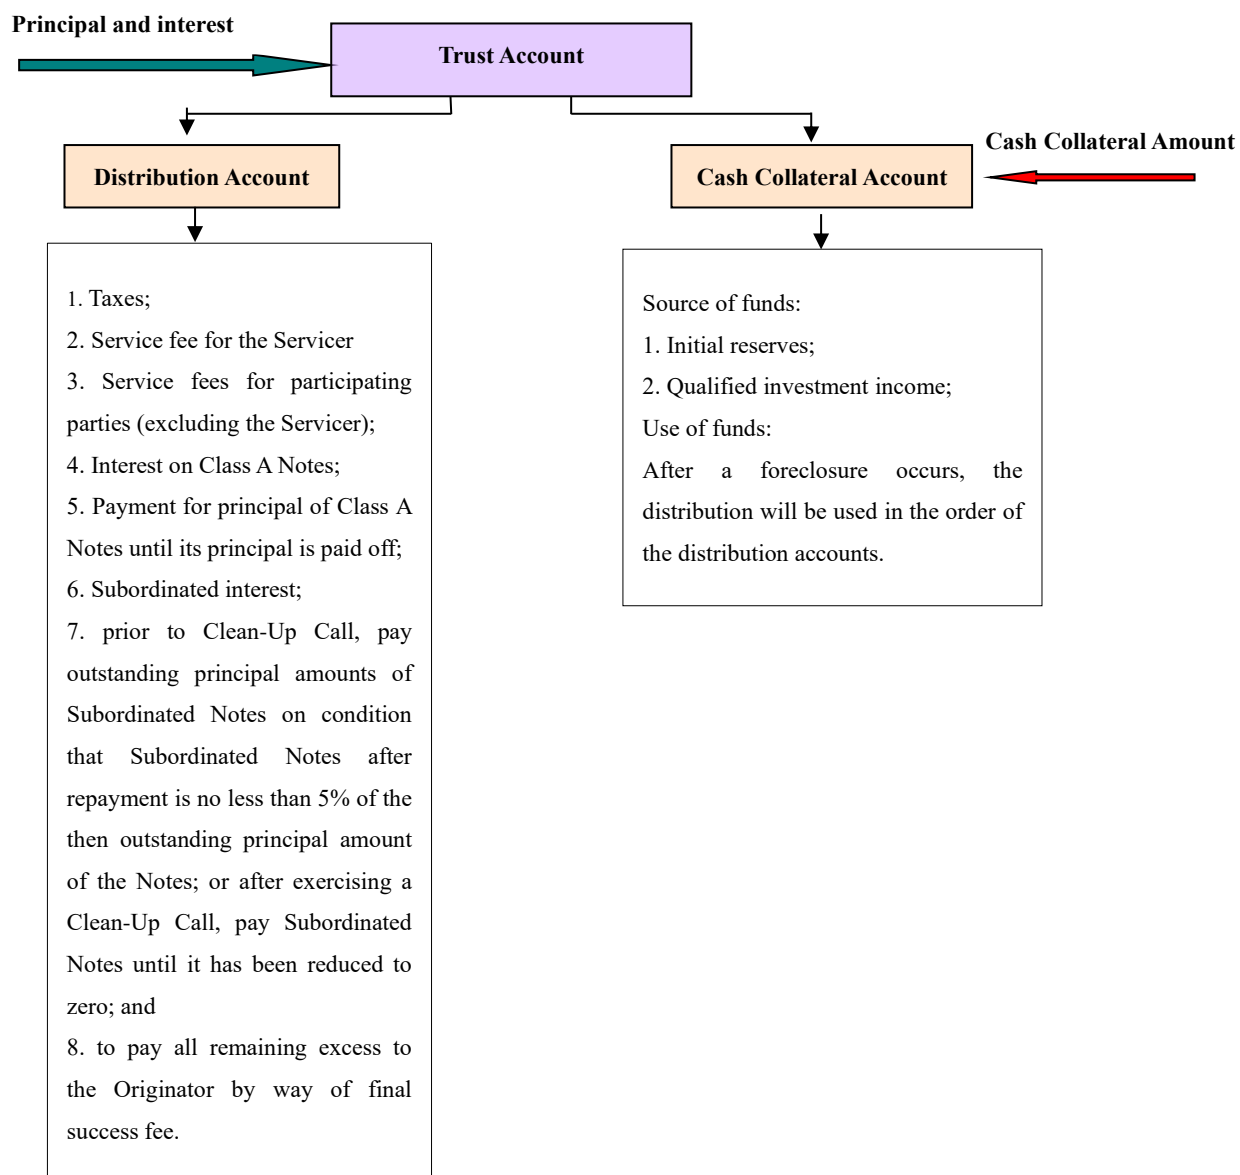 Principal and interest
Trust Account
Distribution Account
Cash Collateral Account
Cash Collateral Amount
1. Taxes;
2. Service fee for the Servicer
3. Service fees for participating
parties (excluding the Servicer);
4. Interest on Class A Notes;
5. Payment for principal of Class A
Notes until its principal is paid off;
6. Subordinated interest;
7. prior to Clean-Up Call, pay
outstanding principal amounts of
Subordinated Notes on condition
that Subordinated Notes after
repayment is no less than 5% of the
then outstanding principal amount
of the Notes; or after exercising a
Clean-Up Call, pay Subordinated
Notes until it has been reduced to
zero; and
8. to pay all remaining excess to
the Originator by way of final
success fee.
Source of funds:
1. Initial reserves;
2. Qualified investment income;
Use of funds:
After a foreclosure occurs, the
distribution will be used in the order of
the distribution accounts.